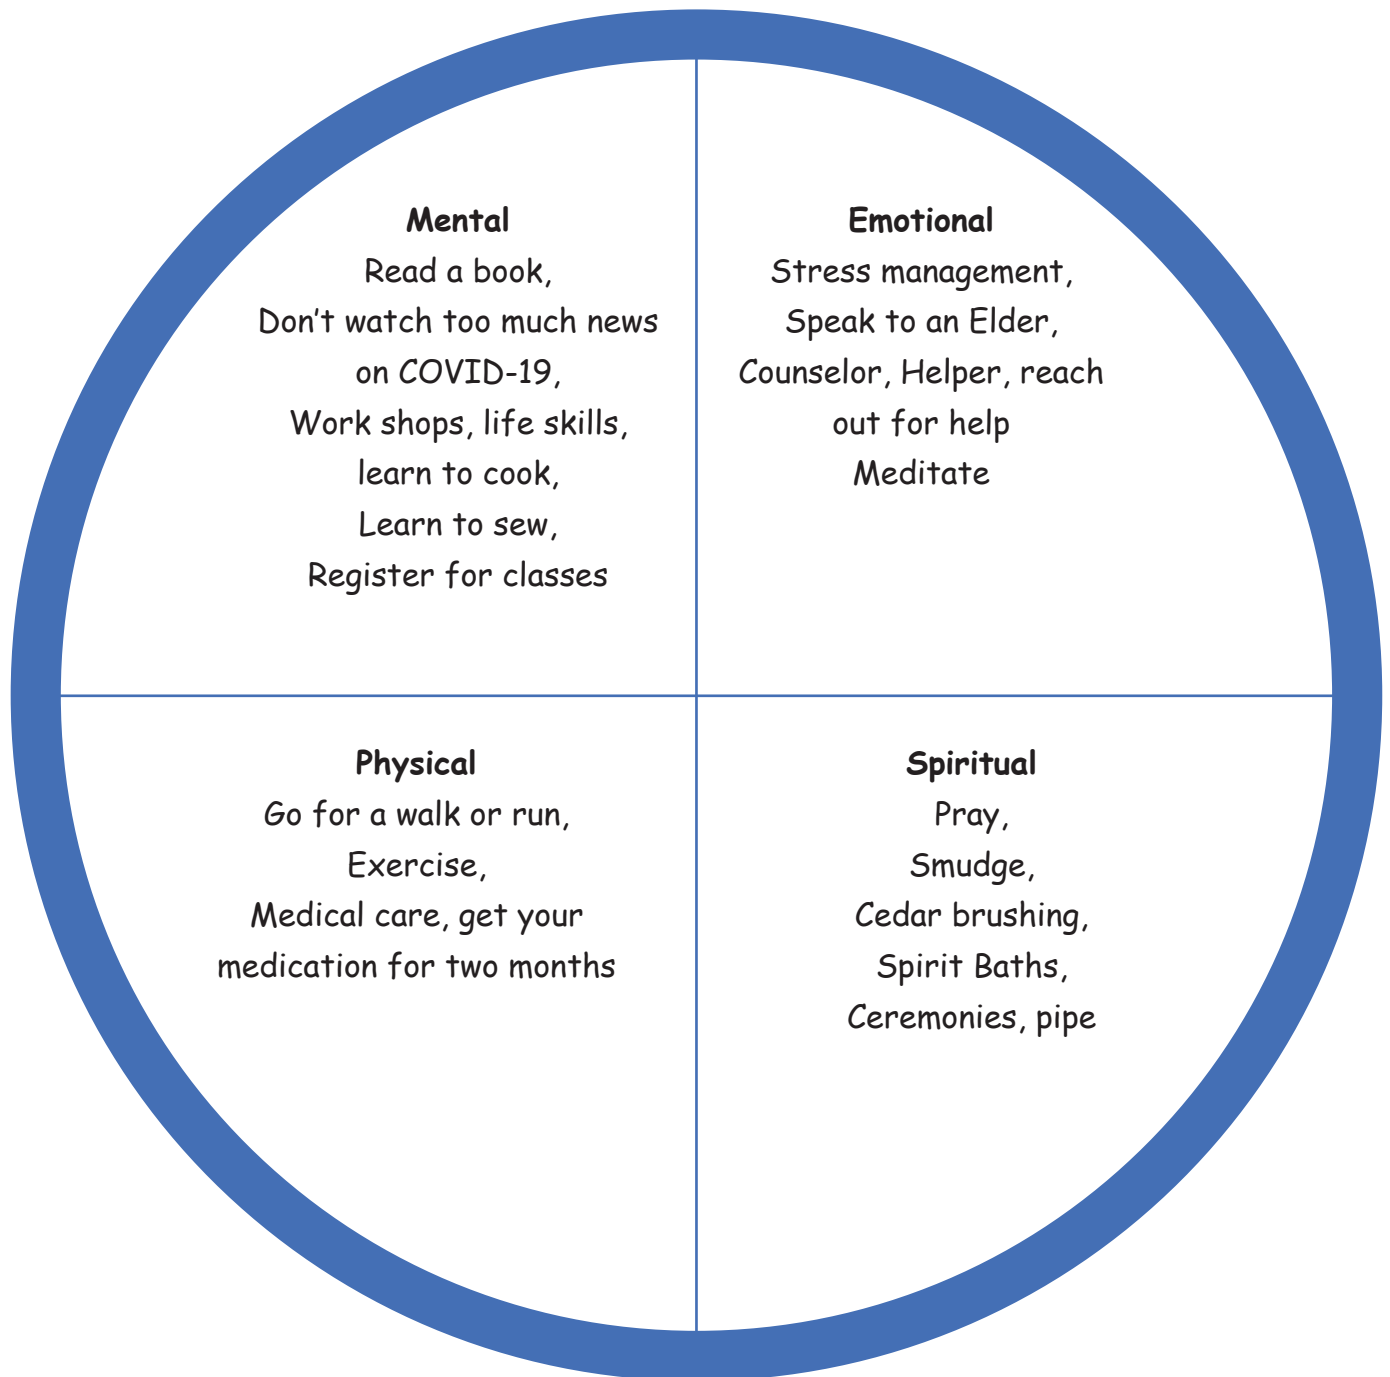 Mental
Read a book,
Don't watch too much news
on COVID-19,
Work shops, life skills,
learn to cook,
Learn to sew,
Register for classes
Emotional
Stress management,
Speak to an Elder,
Counselor, Helper, reach
out for help
Meditate
Physical
Go for a walk or run,
Exercise,
Medical care, get your
medication for two months
Spiritual
Pray,
Smudge,
Cedar brushing,
Spirit Baths,
Ceremonies, pipe